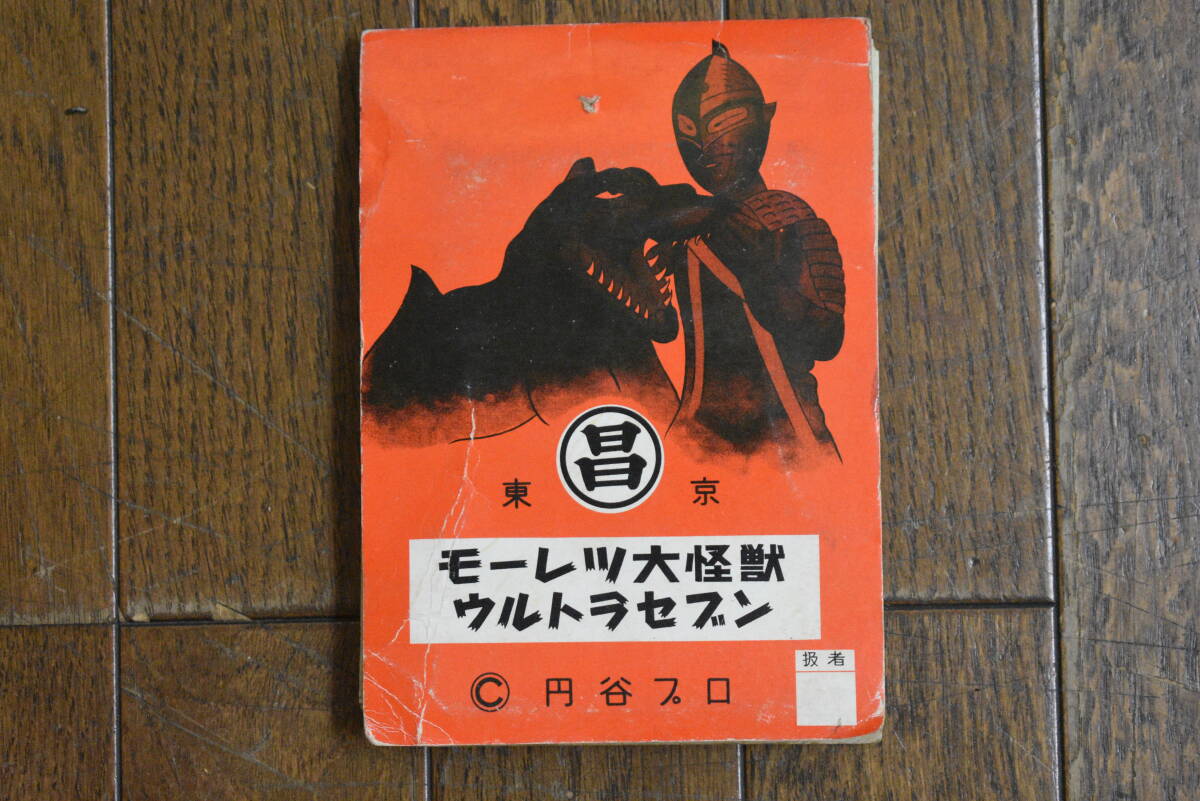 東 昌 京
モーレツ大怪獣
ウルトラセブン
扱者
© 円谷プロ